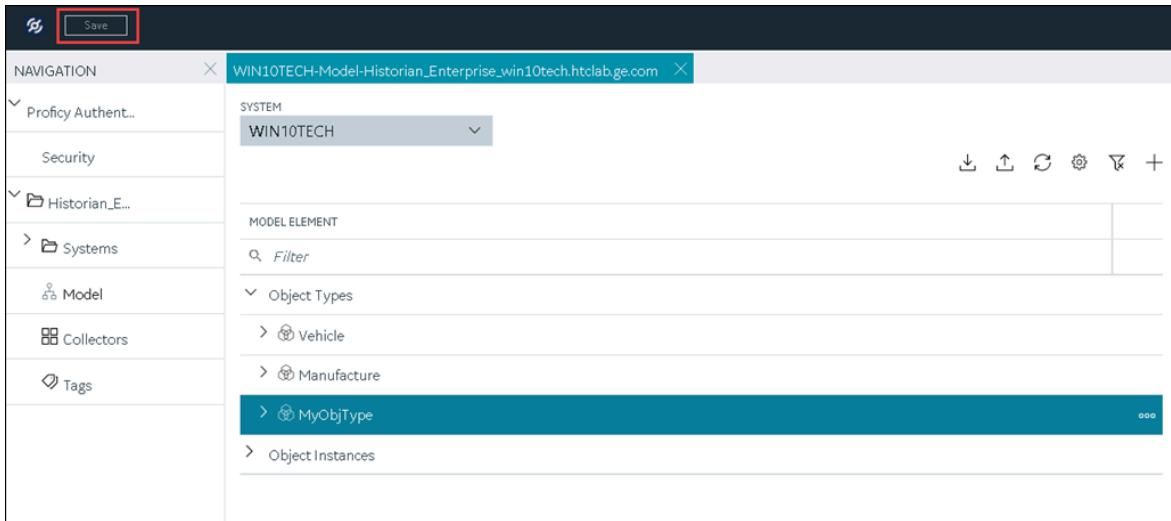 Save
NAVIGATION
WIN10TECH-Model-Historian_Enterprise_win10tech.htclab.ge.com
Proficy Authent...
Security
Historian_E...
Systems
Model
Collectors
Tags
SYSTEM
WIN10TECH
MODEL ELEMENT
Filter
Object Types
Vehicle
Manufacture
MyObjType
Object Instances